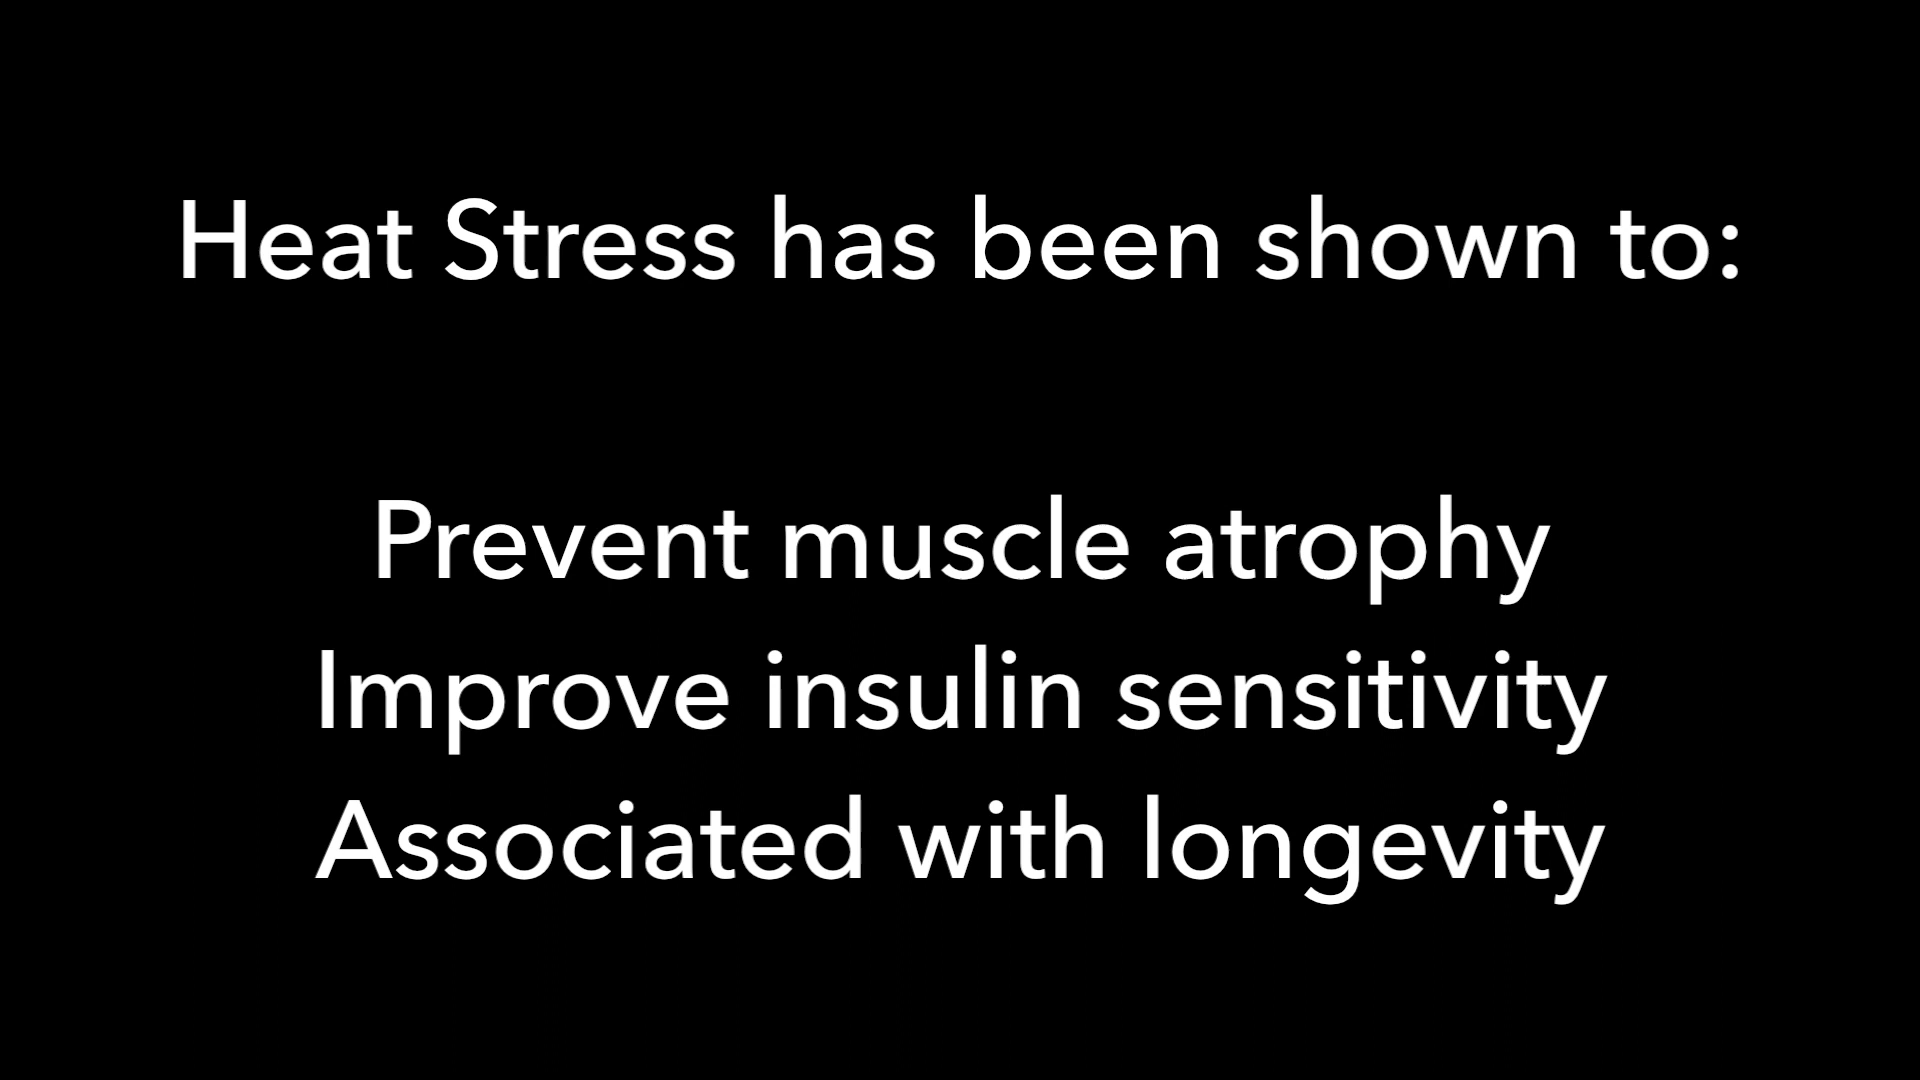 Heat Stress has been shown to:
Prevent muscle atrophy
Improve insulin sensitivity
Associated with longevity